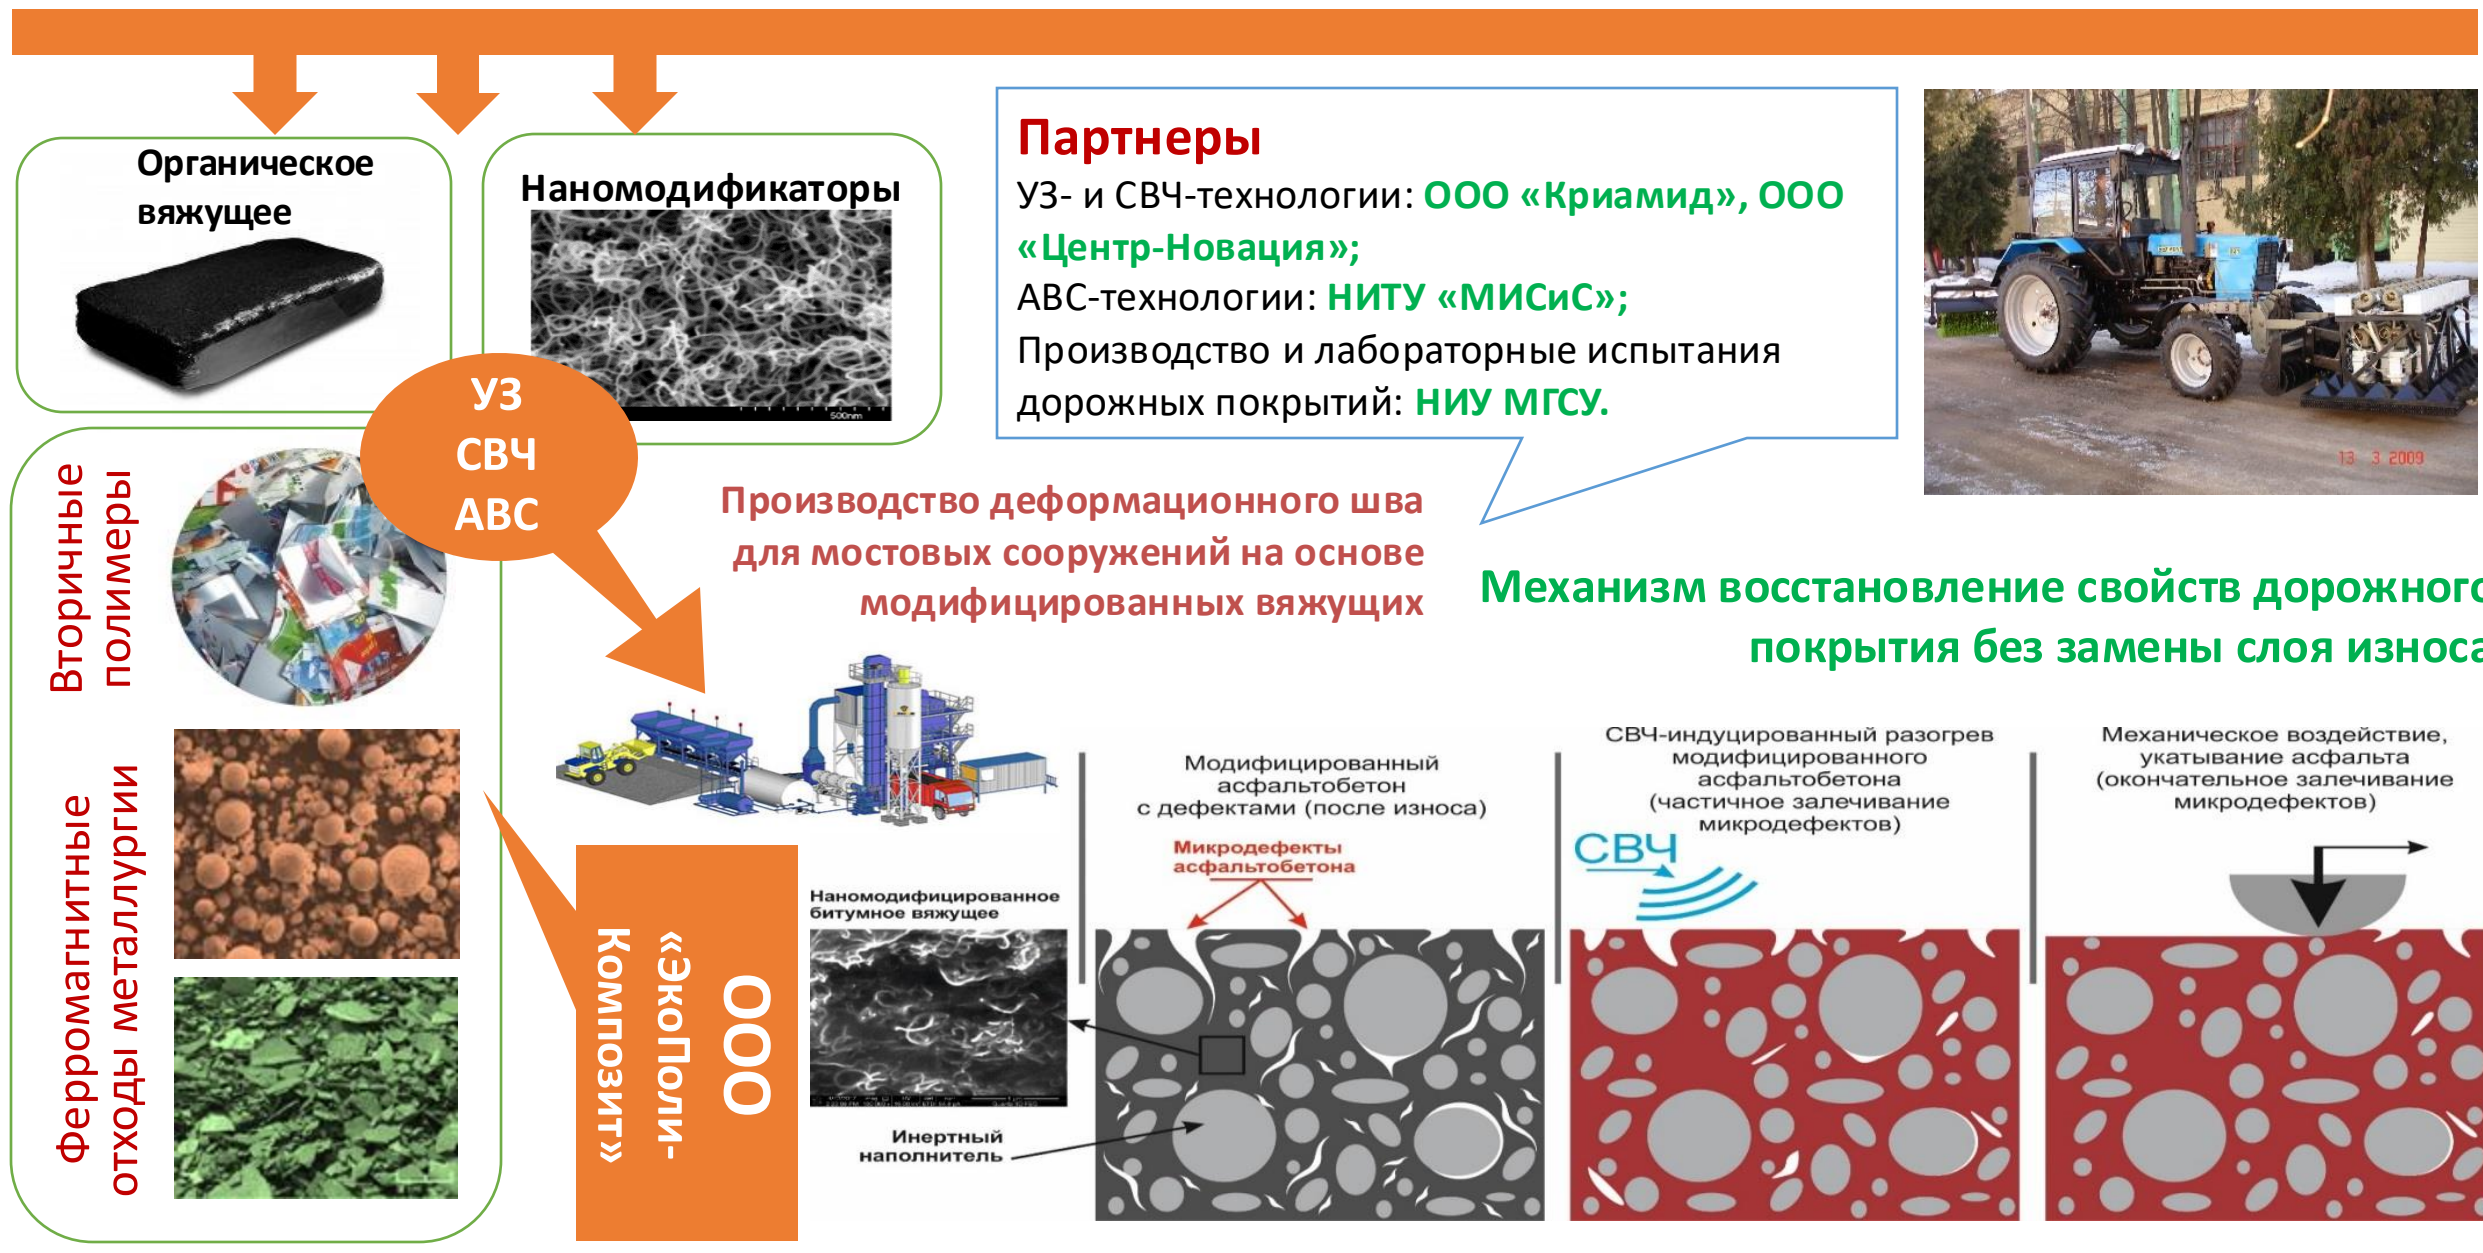 Органическое
вяжущее
Наномодификаторы
500nm
Партнеры
УЗ- и СВЧ-технологии: ООО «Криамид», ООО
«Центр-Новация»;
АВС-технологии: НИТУ «МИСиС»;
Производство и лабораторные испытания
дорожных покрытий: НИУ МГСУ.
13 3 2009
УЗ
СВЧ
АВС
Вторичные
полимеры
Ферромагнитные
отходы металлургии
Производство деформационного шва
для мостовых сооружений на основе
модифицированных вяжущих
Механизм восстановление свойств дорожного
покрытия без замены слоя износа
ООО
«ЭкоПоли-
Композит»
Наномодифицированное
битумное вяжущее
Инертный
наполнитель
Модифицированный
асфальтобетон
с дефектами (после износа)
Микродефекты
асфальтобетона
СВЧ-индуцированный разогрев
модифицированного
асфальтобетона
(частичное залечивание
микродефектов)
СВЧ
Механическое воздействие,
укатывание асфальта
(окончательное залечивание
микродефектов)